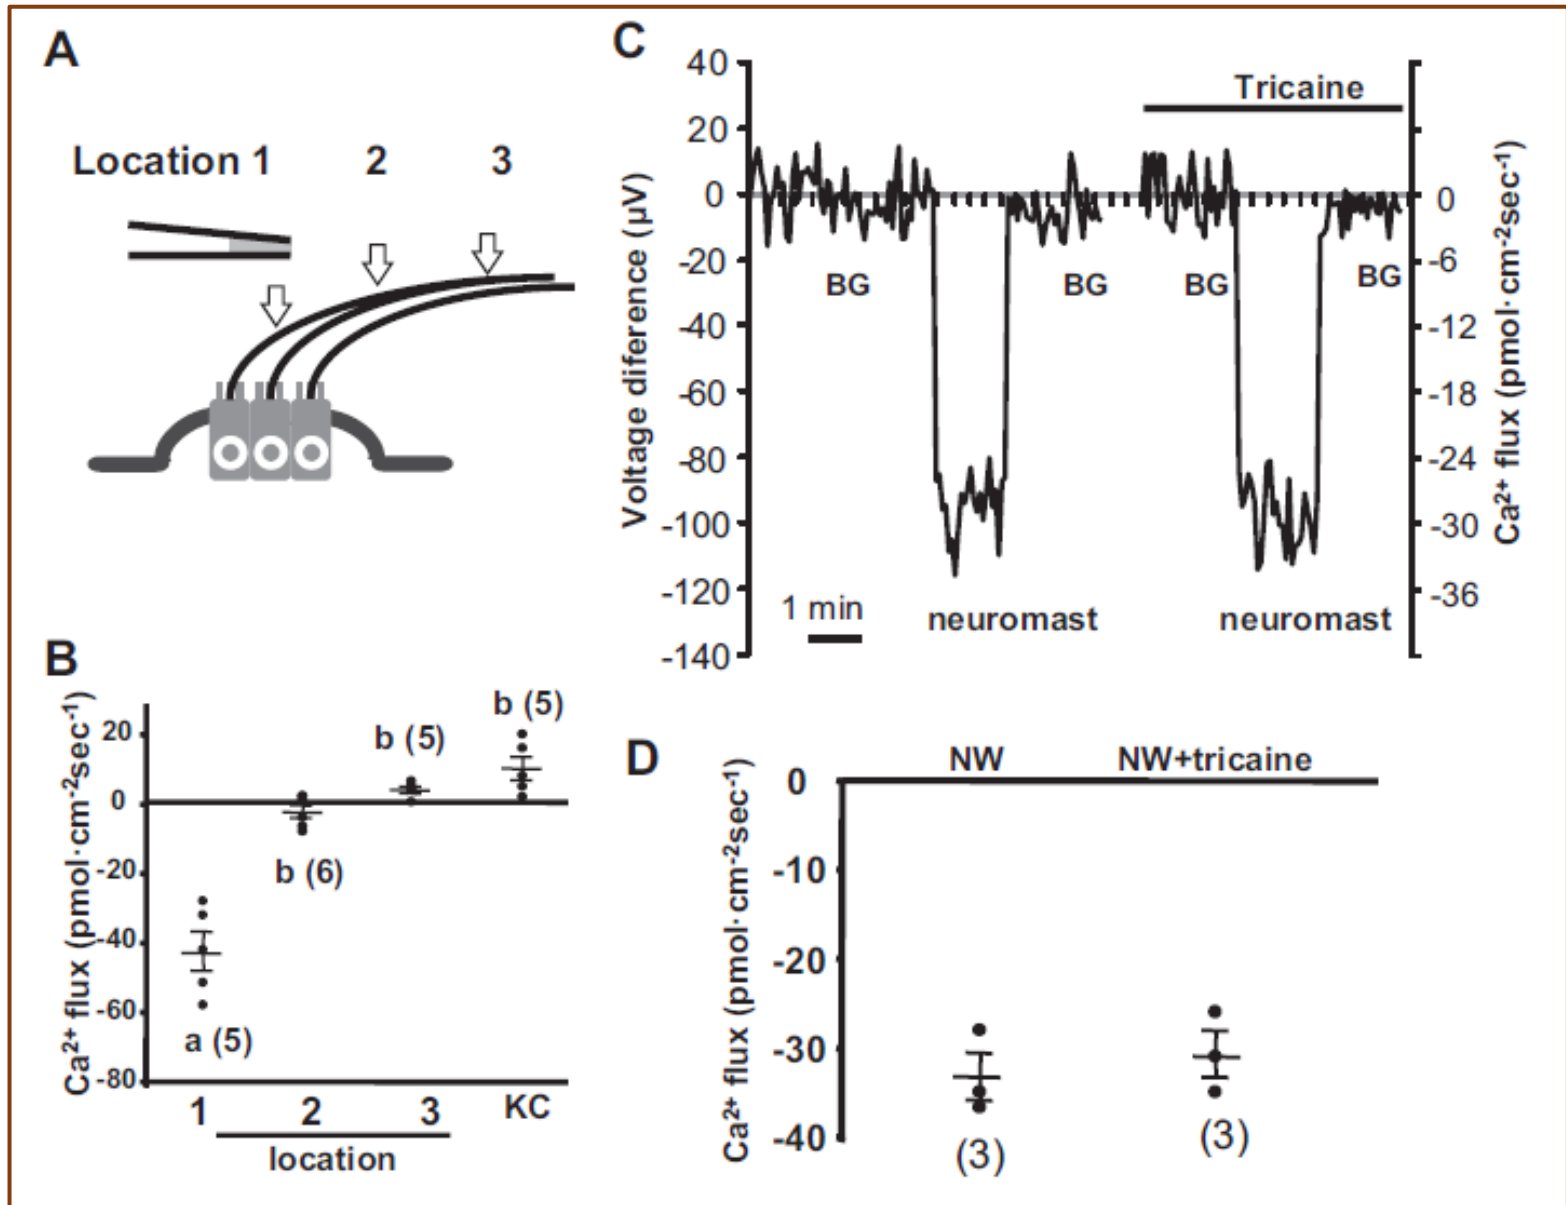 A
Location 1 2 3
B
Ca²⁺ flux (pmol·cm⁻²sec⁻¹)
20
0
-20
-40
-60
-80
a (5)
b (6)
b (5)
b (5)
1 2 3 KC
location
C
Voltage diference (µV)
40
20
0
-20
-40
-60
-80
-100
-120
-140
Tricaine
BG BG BG BG
1 min
neuromast neuromast
0
-6
-12
-18
-24
-30
-36
Ca²⁺ flux (pmol·cm⁻²sec⁻¹)
D
NW NW+tricaine
Ca²⁺ flux (pmol·cm⁻²sec⁻¹)
0
-10
-20
-30
-40
(3) (3)